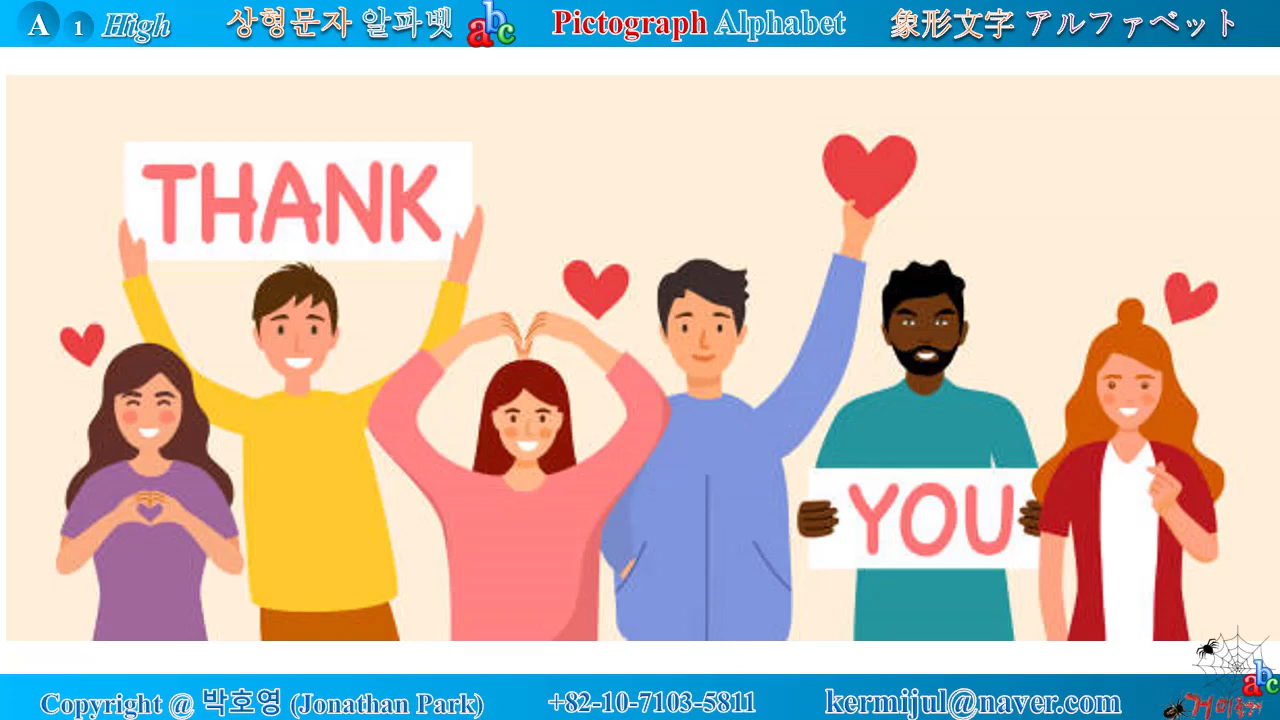 A 1 High 상형문자 알파벳 abc Pictograph Alphabet 象形文字 アルファベット
THANK
YOU
abc
Copyright @ 박호영 (Jonathan Park) +82-10-7103-5811 kermijul@naver.com